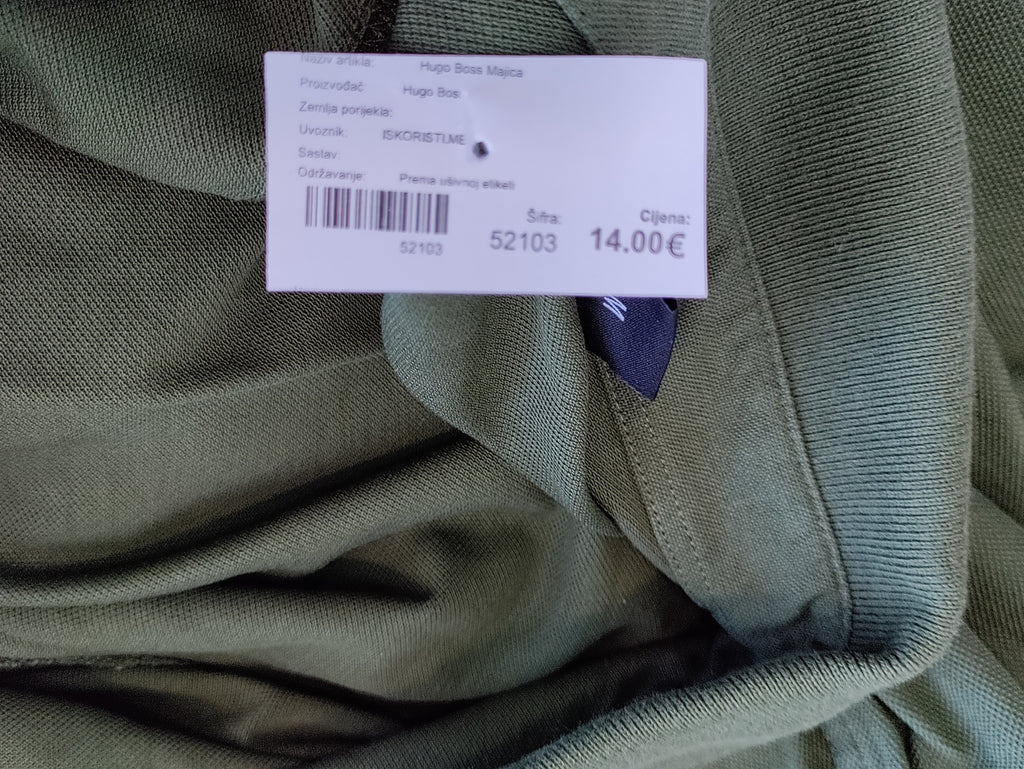 Naziv artikla: Hugo Boss Majica
Proizvođač Hugo Bos
Zemlja porijekla:
Uvoznik: ISKORISTI.ME
Sastav:
Održavanje: Prema ušivnoj etiketi
52103
Šifra: Cijena:
52103 14.00€
M